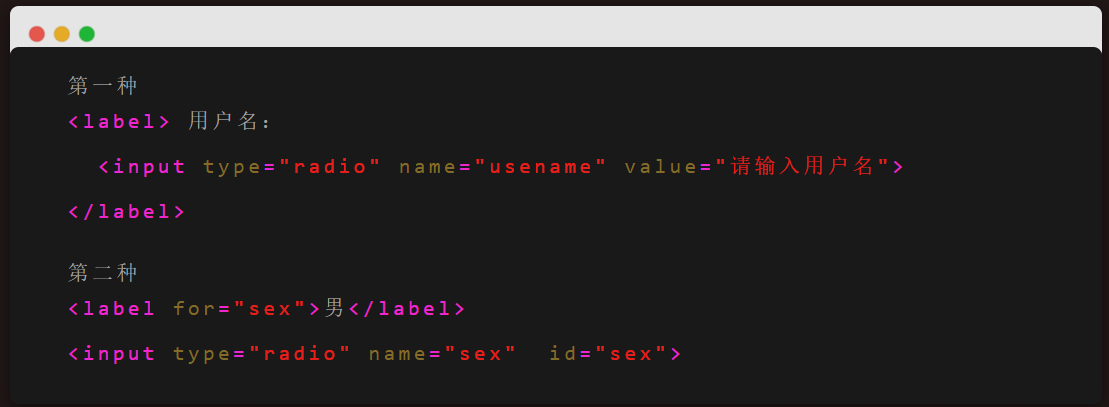 第一种
<label> 用户名:
<input type="radio" name="usename" value="请输入用户名">
</label>
第二种
<label for="sex">男</label>
<input type="radio" name="sex"  id="sex">